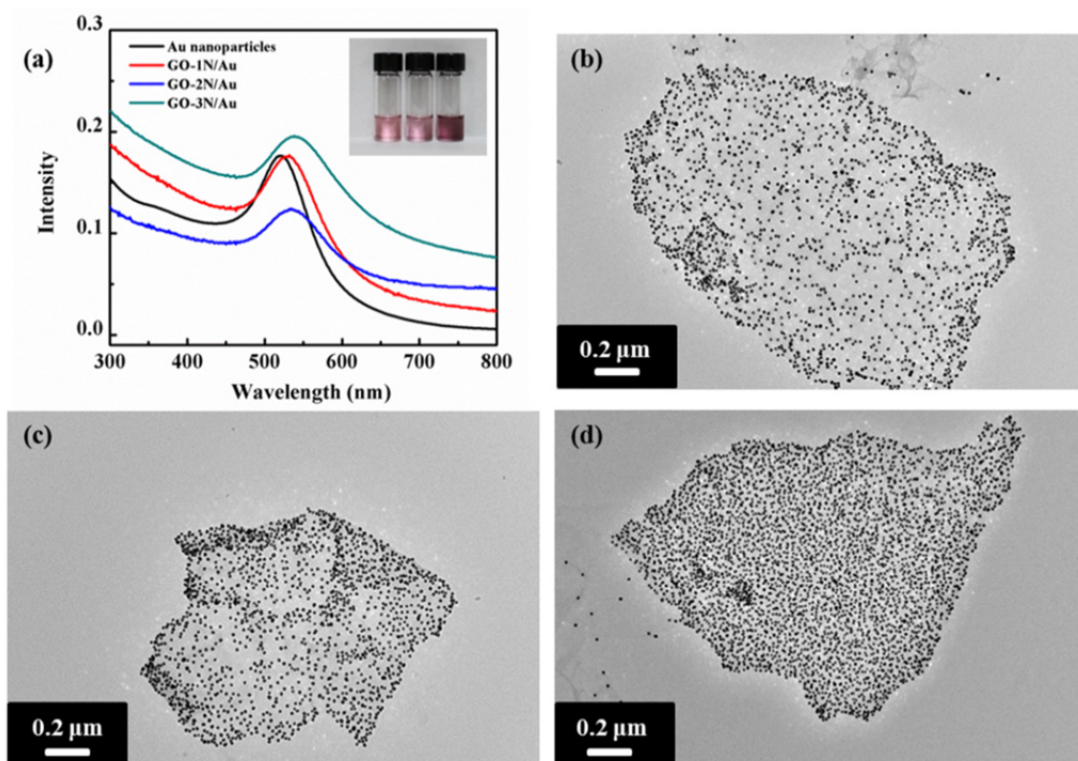 (a)
Au nanoparticles
GO-1N/Au
GO-2N/Au
GO-3N/Au
0.3
0.2
0.1
0.0
Intensity
300 400 500 600 700 800
Wavelength (nm)
(b)
0.2 μm
(c)
0.2 μm
(d)
0.2 μm